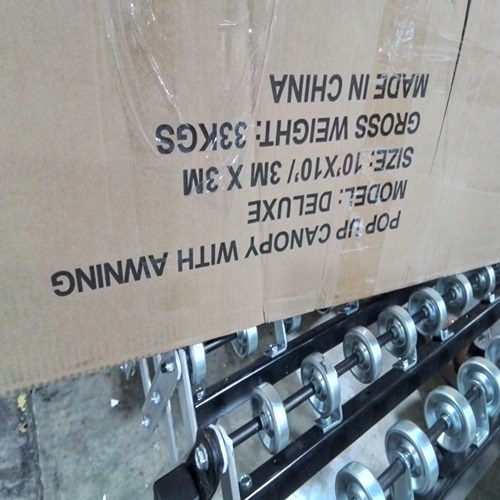 POP UP CANOPY WITH AWNING
MODEL: DELUXE
SIZE: 10'X10'/ 3M X 3M
GROSS WEIGHT: 33KGS
MADE IN CHINA